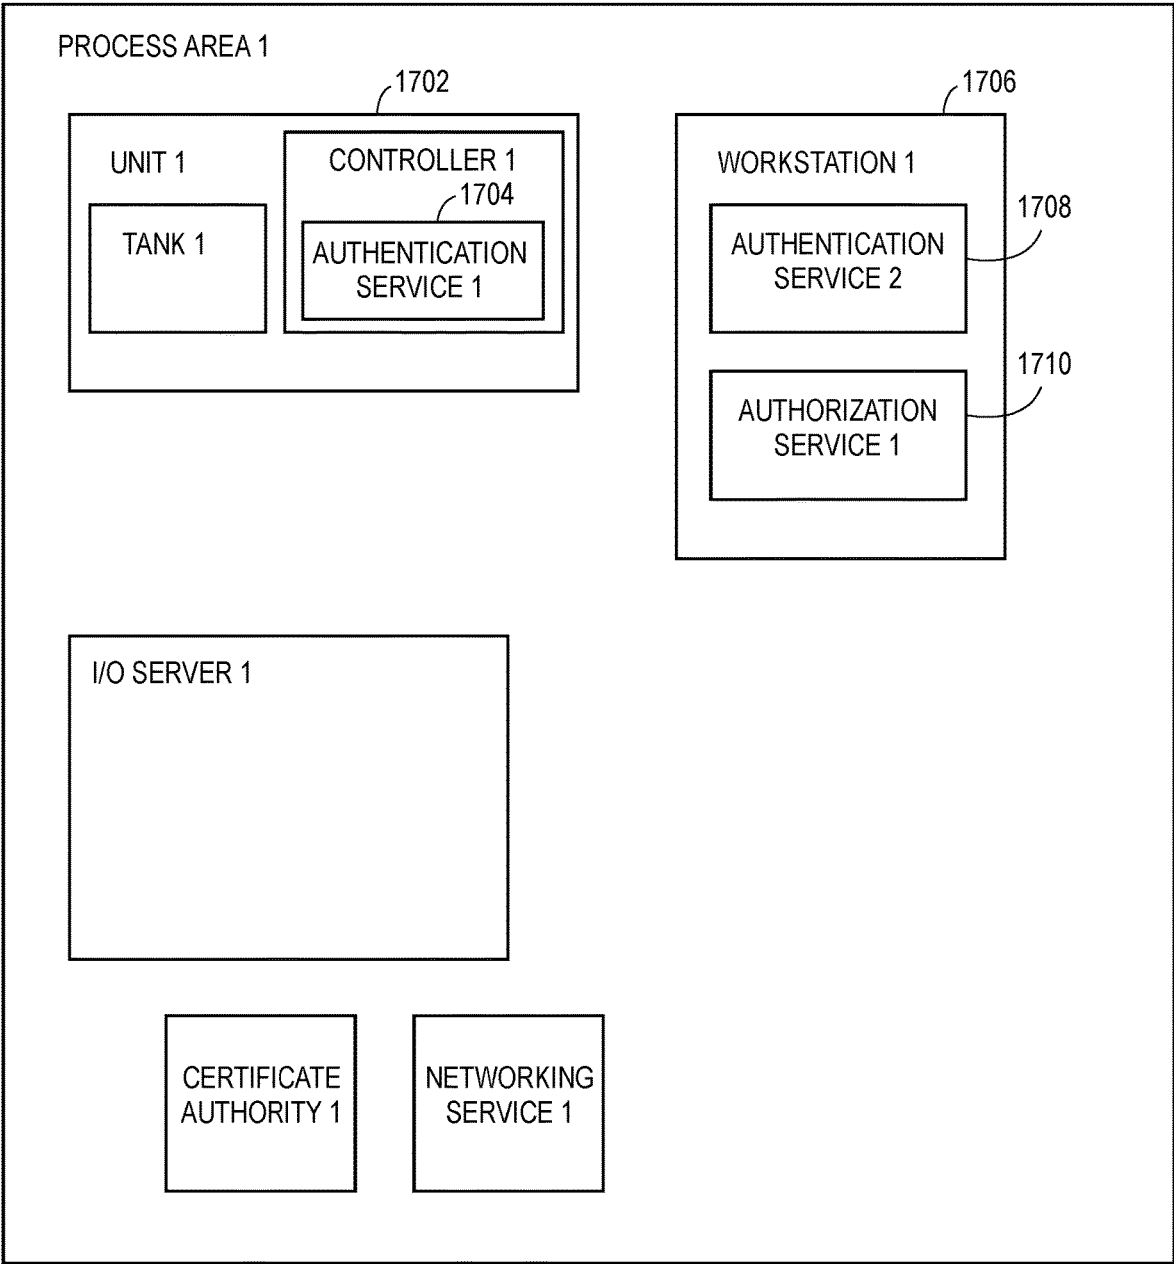 PROCESS AREA 1
1702
UNIT 1
CONTROLLER 1
1704
TANK 1
AUTHENTICATION
SERVICE 1
1706
WORKSTATION 1
1708
AUTHENTICATION
SERVICE 2
1710
AUTHORIZATION
SERVICE 1
I/O SERVER 1
CERTIFICATE
AUTHORITY 1
NETWORKING
SERVICE 1